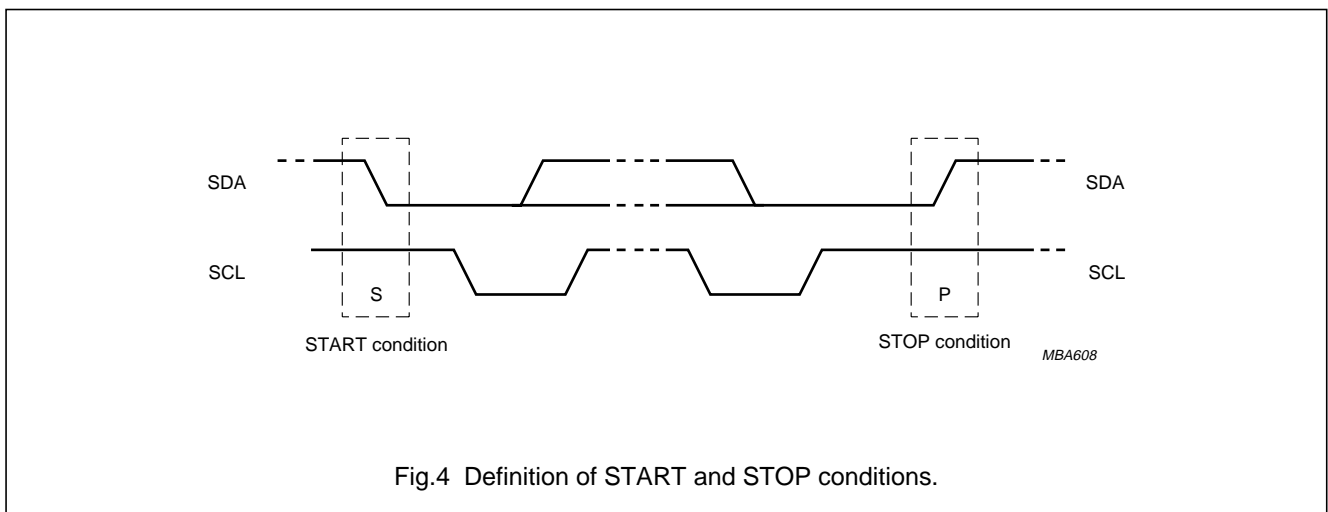 SDA
SDA
SCL
SCL
S
P
START condition
STOP condition
MBA608
Fig.4 Definition of START and STOP conditions.